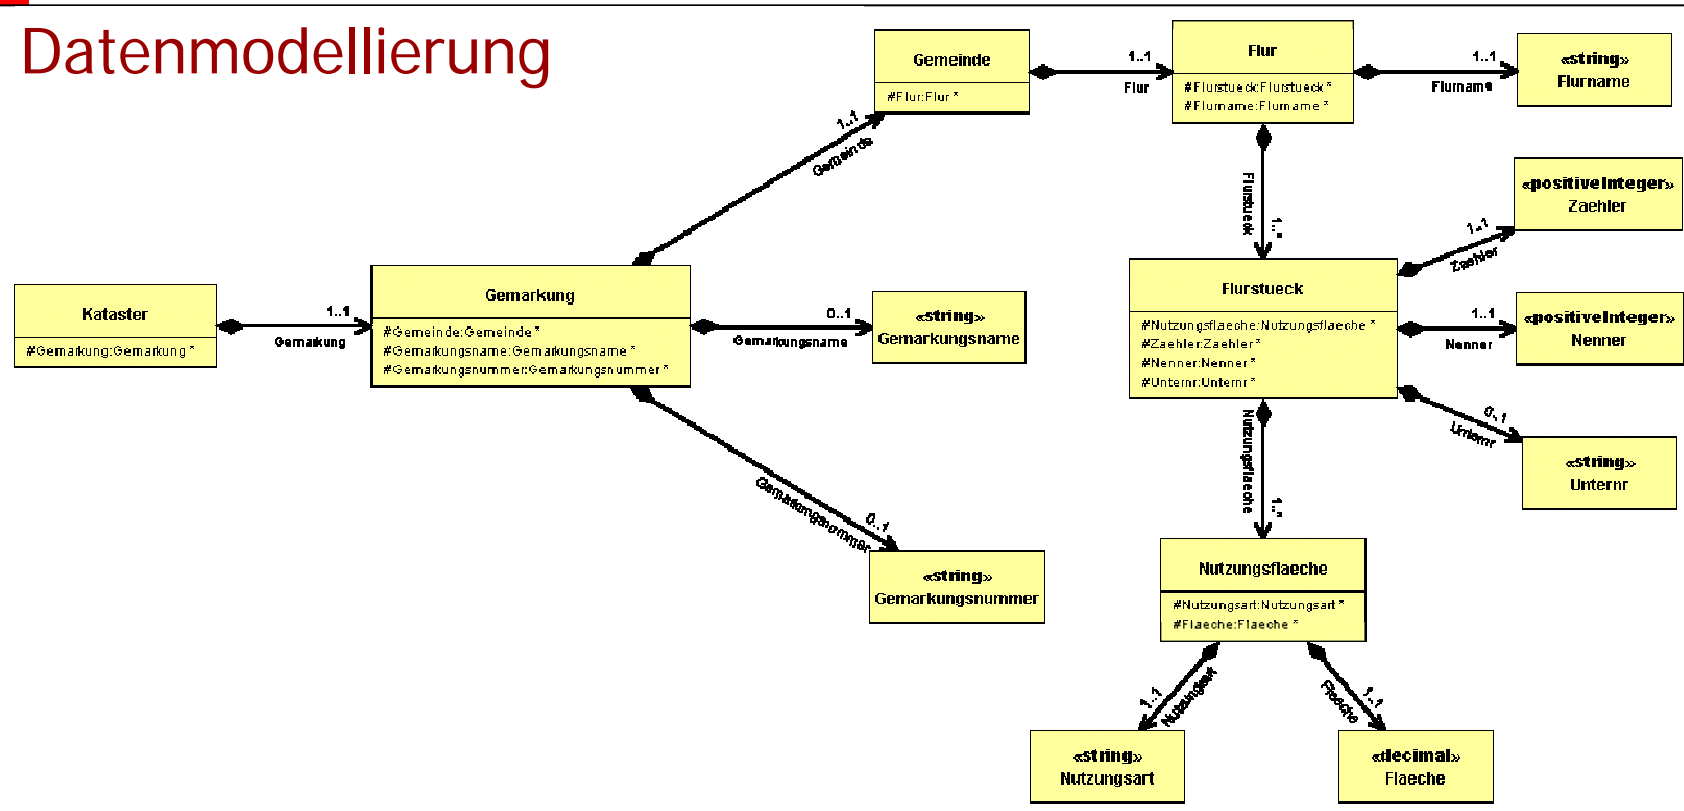 Datenmodellierung
Gemeinde
#Flur:Flur *
1..1
Flur
Flur
#Flurstueck:Flurstueck *
#Flurname:Flurname *
1..1
Flurname
«string»
Flurname
1..1
Gemeinde
Flurstueck
1..*
«positiveInteger»
Zaehler
1..1
Zaehler
Kataster
#Gemarkung:Gemarkung *
1..1
Gemarkung
Gemarkung
#Gemeinde:Gemeinde *
#Gemarkungsname:Gemarkungsname *
#Gemarkungsnummer:Gemarkungsnummer *
0..1
Gemarkungsname
«string»
Gemarkungsname
Flurstueck
#Nutzungsflaeche:Nutzungsflaeche *
#Zaehler:Zaehler *
#Nenner:Nenner *
#Unternr:Unternr *
1..1
Nenner
«positiveInteger»
Nenner
0..1
Unternr
«string»
Unternr
Gemarkungsnummer
0..1
«string»
Gemarkungsnummer
Nutzungsflaeche
1..*
Nutzungsflaeche
#Nutzungsart:Nutzungsart *
#Flaeche:Flaeche *
1..1
Nutzungsart
Flaeche
1..1
«string»
Nutzungsart
«decimal»
Flaeche